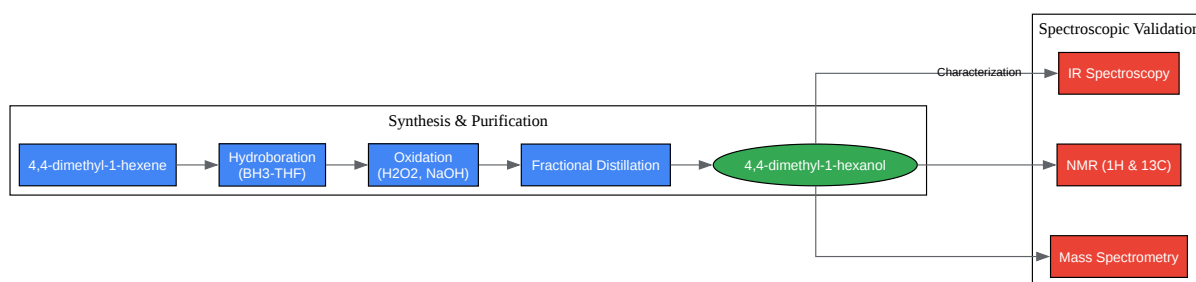 Spectroscopic Validation
IR Spectroscopy
Characterization
Synthesis & Purification
4,4-dimethyl-1-hexene
Hydroboration
(BH3-THF)
Oxidation
(H2O2, NaOH)
Fractional Distillation
4,4-dimethyl-1-hexanol
NMR (1H & 13C)
Mass Spectrometry